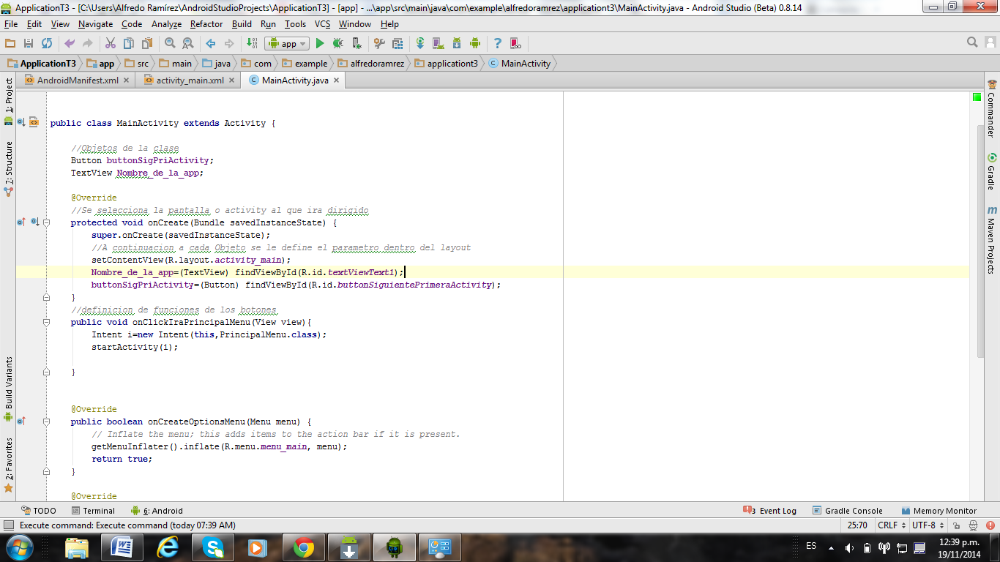 ApplicationT3 - [C:\Users\Alfredo Ramírez\AndroidStudioProjects\ApplicationT3] - [app] - ...\app\src\main\java\com\example\alfredoramrez\applicationt3\MainActivity.java - Android Studio (Beta) 0.8.14
File Edit View Navigate Code Analyze Refactor Build Run Tools VCS Window Help
app
ApplicationT3 app src main java com example alfredoramrez applicationt3 MainActivity
AndroidManifest.xml activity_main.xml MainActivity.java
1: Project
7: Structure
Build Variants
2: Favorites
public class MainActivity extends Activity {
//Objetos de la clase
Button buttonSigPriActivity;
TextView Nombre_de_la_app;
@Override
//Se selecciona la pantalla o activity al que ira dirigido
protected void onCreate(Bundle savedInstanceState) {
super.onCreate(savedInstanceState);
//A continuacion a cada Objeto se le define el parametro dentro del layout
setContentView(R.layout.activity_main);
Nombre_de_la_app=(TextView) findViewById(R.id.textViewText1);
buttonSigPriActivity=(Button) findViewById(R.id.buttonSiguientePrimeraActivity);
}
//definicion de funciones de los botones
public void onClickIraPrincipalMenu(View view){
Intent i=new Intent(this,PrincipalMenu.class);
startActivity(i);
}
@Override
public boolean onCreateOptionsMenu(Menu menu) {
// Inflate the menu; this adds items to the action bar if it is present.
getMenuInflater().inflate(R.menu.menu_main, menu);
return true;
}
@Override
Commander
Gradle
Maven Projects
TODO Terminal 6: Android 3 Event Log Gradle Console Memory Monitor
Execute command: Execute command (today 07:39 AM) 25:70 CRLF UTF-8
ES 12:39 p.m.
19/11/2014